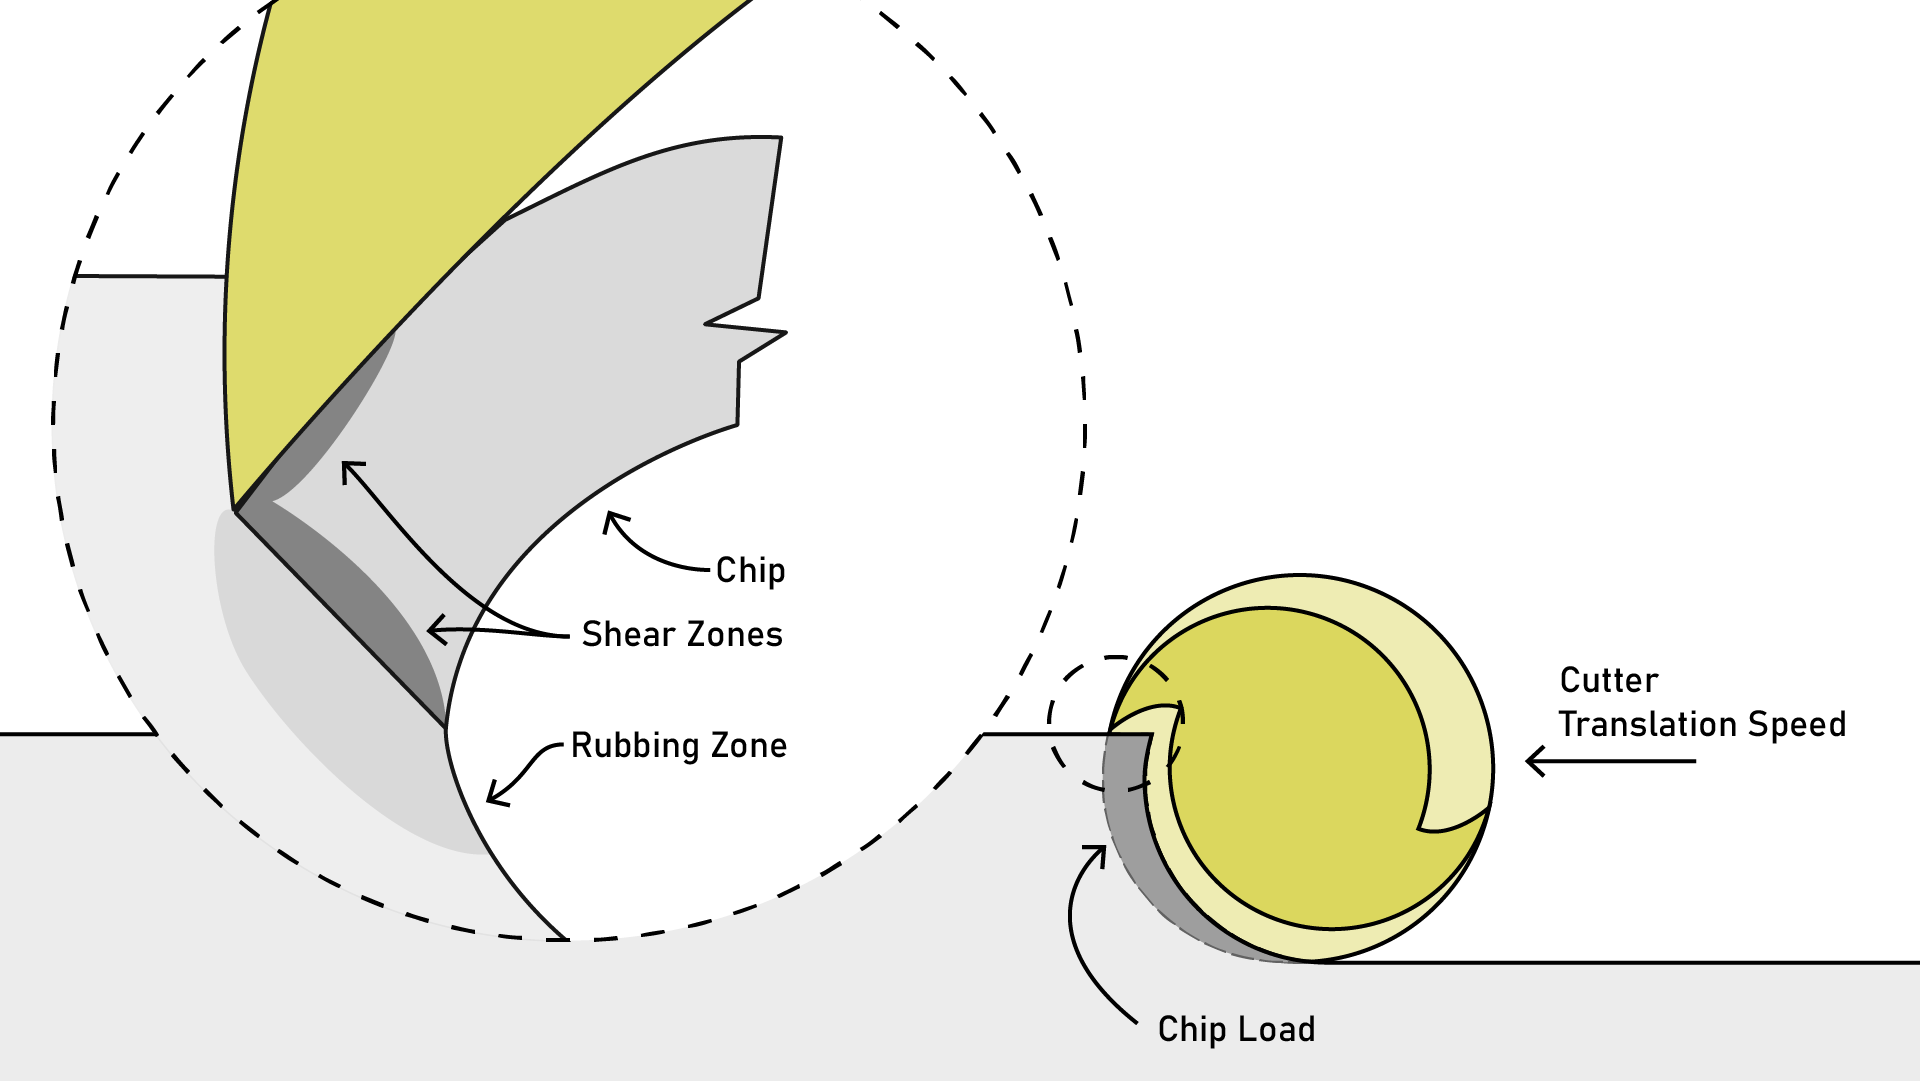 Chip
Shear Zones
Rubbing Zone
Cutter
Translation Speed
Chip Load